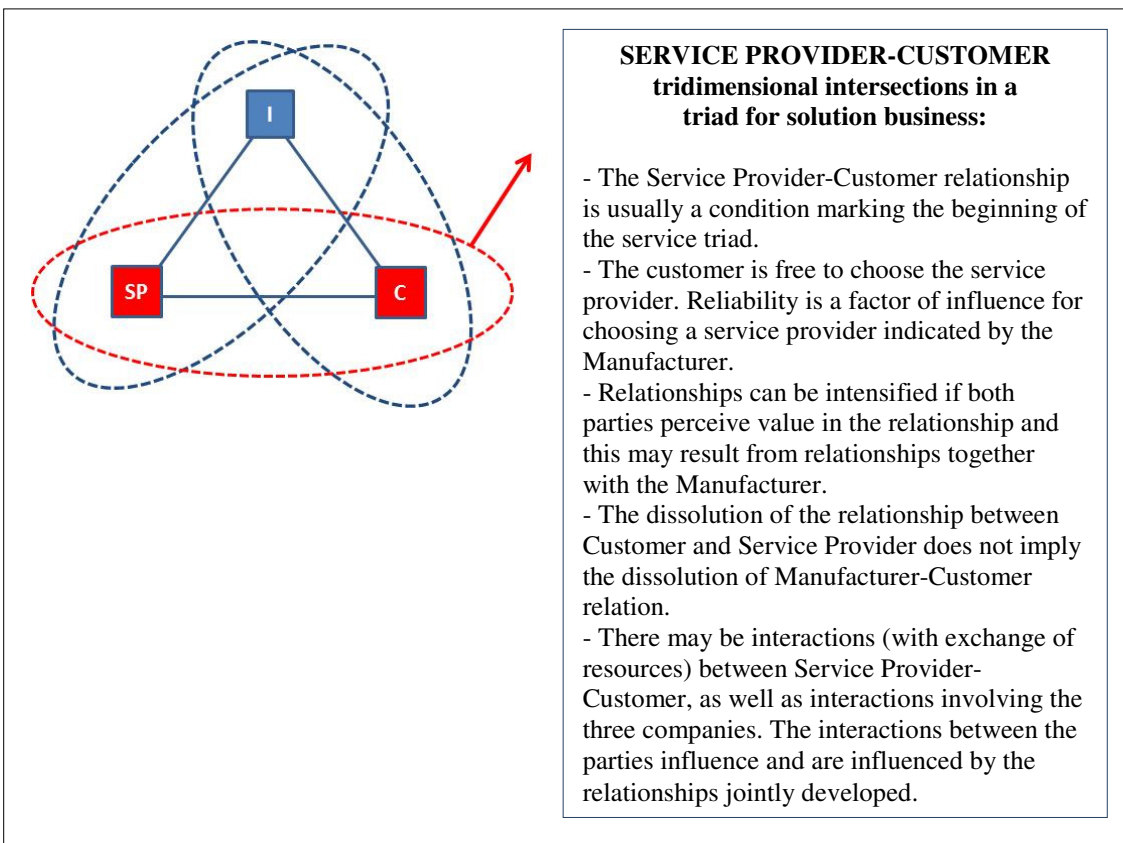 I
SP
C
SERVICE PROVIDER-CUSTOMER
tridimensional intersections in a
triad for solution business:
- The Service Provider-Customer relationship
is usually a condition marking the beginning of
the service triad.
- The customer is free to choose the service
provider. Reliability is a factor of influence for
choosing a service provider indicated by the
Manufacturer.
- Relationships can be intensified if both
parties perceive value in the relationship and
this may result from relationships together
with the Manufacturer.
- The dissolution of the relationship between
Customer and Service Provider does not imply
the dissolution of Manufacturer-Customer
relation.
- There may be interactions (with exchange of
resources) between Service Provider-
Customer, as well as interactions involving the
three companies. The interactions between the
parties influence and are influenced by the
relationships jointly developed.